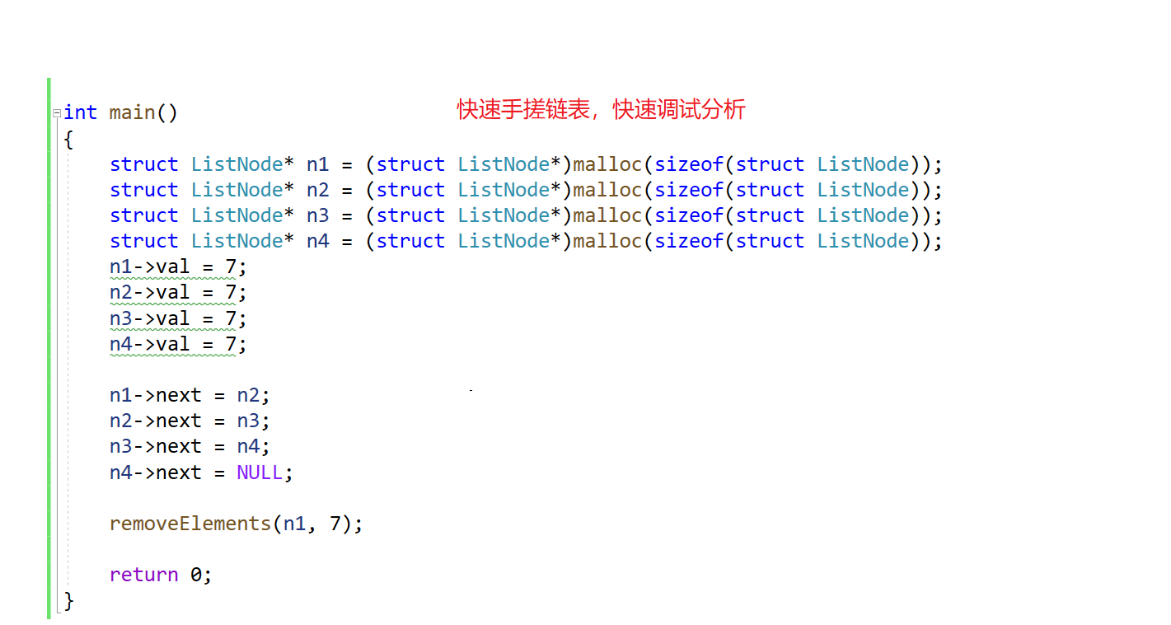 int main()
快速手搓链表，快速调试分析
{
    struct ListNode* n1 = (struct ListNode*)malloc(sizeof(struct ListNode));
    struct ListNode* n2 = (struct ListNode*)malloc(sizeof(struct ListNode));
    struct ListNode* n3 = (struct ListNode*)malloc(sizeof(struct ListNode));
    struct ListNode* n4 = (struct ListNode*)malloc(sizeof(struct ListNode));
    n1->val = 7;
    n2->val = 7;
    n3->val = 7;
    n4->val = 7;
    n1->next = n2;
    n2->next = n3;
    n3->next = n4;
    n4->next = NULL;
    removeElements(n1, 7);
    return 0;
}